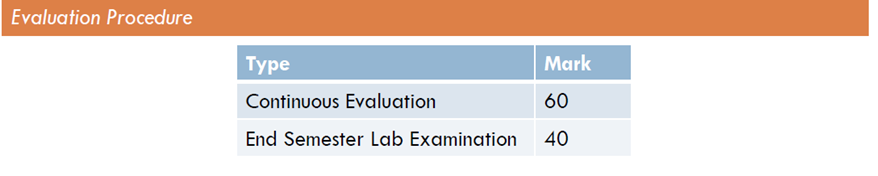 Evaluation Procedure
Type Mark
Continuous Evaluation 60
End Semester Lab Examination 40